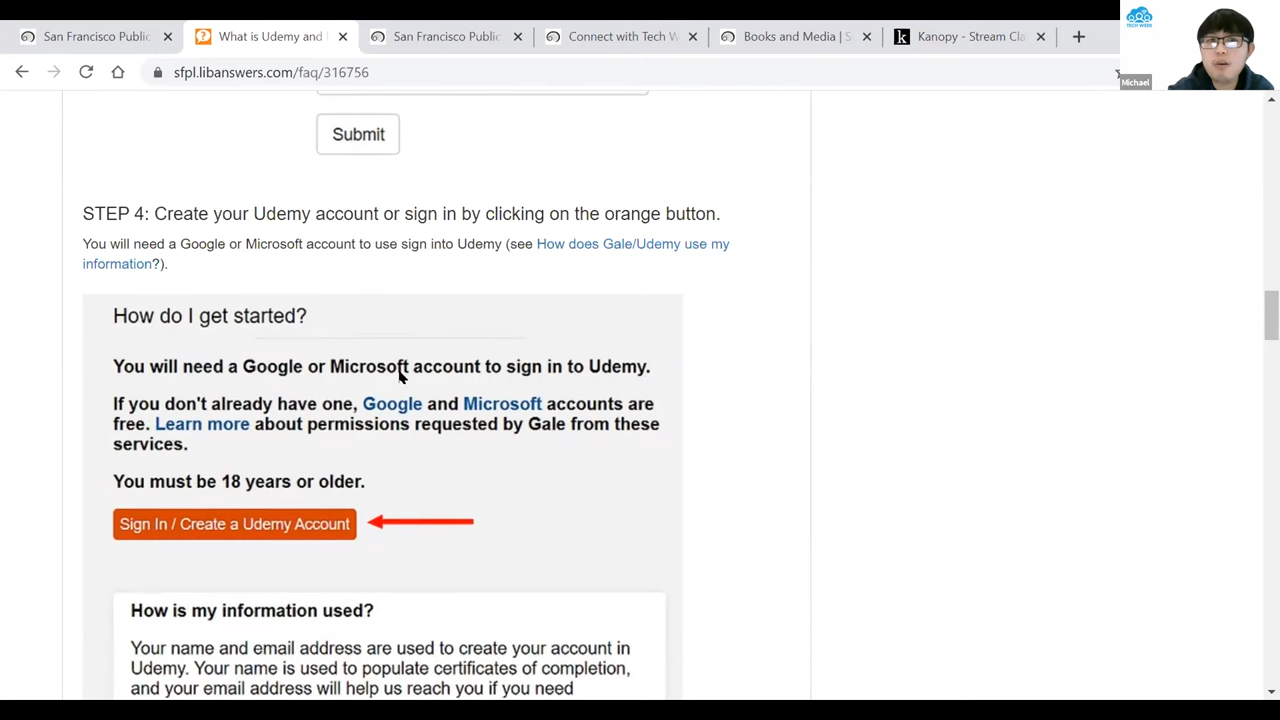 San Francisco Public
What is Udemy and
San Francisco Public
Connect with Tech W
Books and Media | S
Kanopy - Stream Cla
TECH WEEK
Michael
sfpl.libanswers.com/faq/316756
Submit
STEP 4: Create your Udemy account or sign in by clicking on the orange button.
You will need a Google or Microsoft account to use sign into Udemy (see How does Gale/Udemy use my
information?).
How do I get started?
You will need a Google or Microsoft account to sign in to Udemy.
If you don't already have one, Google and Microsoft accounts are
free. Learn more about permissions requested by Gale from these
services.
You must be 18 years or older.
Sign In / Create a Udemy Account
How is my information used?
Your name and email address are used to create your account in
Udemy. Your name is used to populate certificates of completion,
and your email address will help us reach you if you need